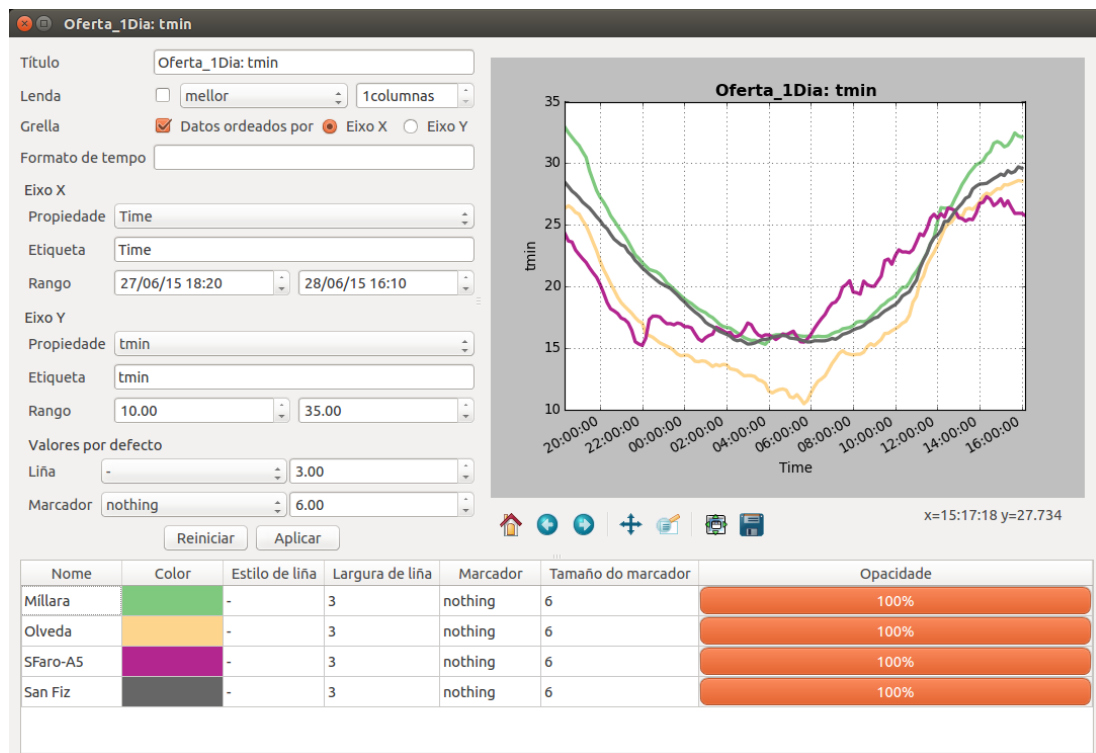 Oferta_1Dia: tmin
Título Oferta_1Dia: tmin
Lenda mellor 1columnas
Grella Datos ordeados por Eixo X Eixo Y
Formato de tempo
Eixo X
Propiedade Time
Etiqueta Time
Rango 27/06/15 18:20 28/06/15 16:10
Eixo Y
Propiedade tmin
Etiqueta tmin
Rango 10.00 35.00
Valores por defecto
Liña - 3.00
Marcador nothing 6.00
Reiniciar Aplicar
Oferta_1Dia: tmin
35
30
25
20
15
10
tmin
20:00:00 22:00:00 00:00:00 02:00:00 04:00:00 06:00:00 08:00:00 10:00:00 12:00:00 14:00:00 16:00:00
Time
x=15:17:18 y=27.734
Nome Color Estilo de liña Largura de liña Marcador Tamaño do marcador Opacidade
Míllara - 3 nothing 6 100%
Olveda - 3 nothing 6 100%
SFaro-A5 - 3 nothing 6 100%
San Fiz - 3 nothing 6 100%